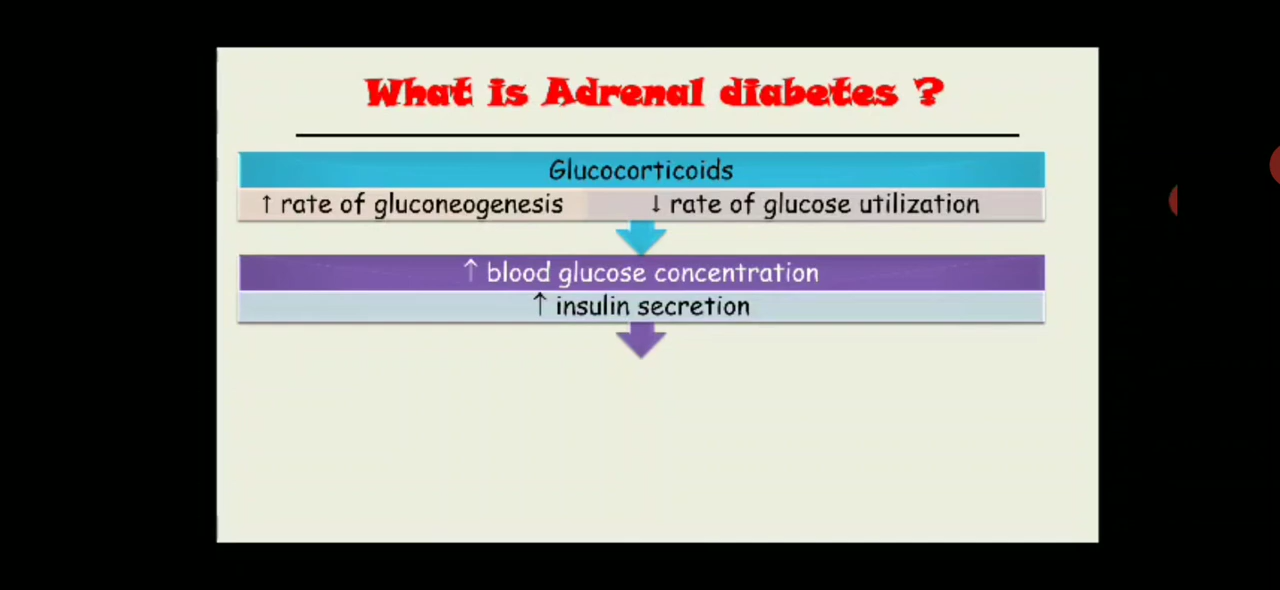 What is Adrenal diabetes ?
Glucocorticoids
↑ rate of gluconeogenesis ↓ rate of glucose utilization
↑ blood glucose concentration
↑ insulin secretion